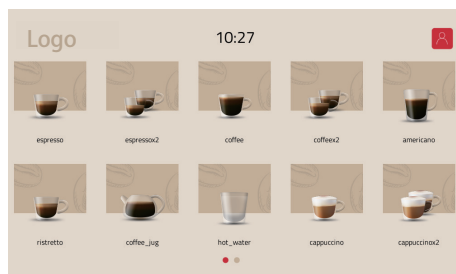 Logo
10:27
espresso
espressox2
coffee
coffeex2
americano
ristretto
coffee_jug
hot_water
cappuccino
cappuccinox2